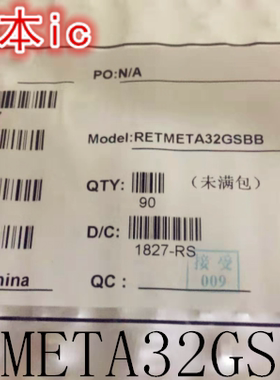 本ic
PO:N/A
Model:RETMETA32GSBB
QTY:
(未满包)
90
D/C:
1827-RS
接受
009
hina
QC:
META32GS